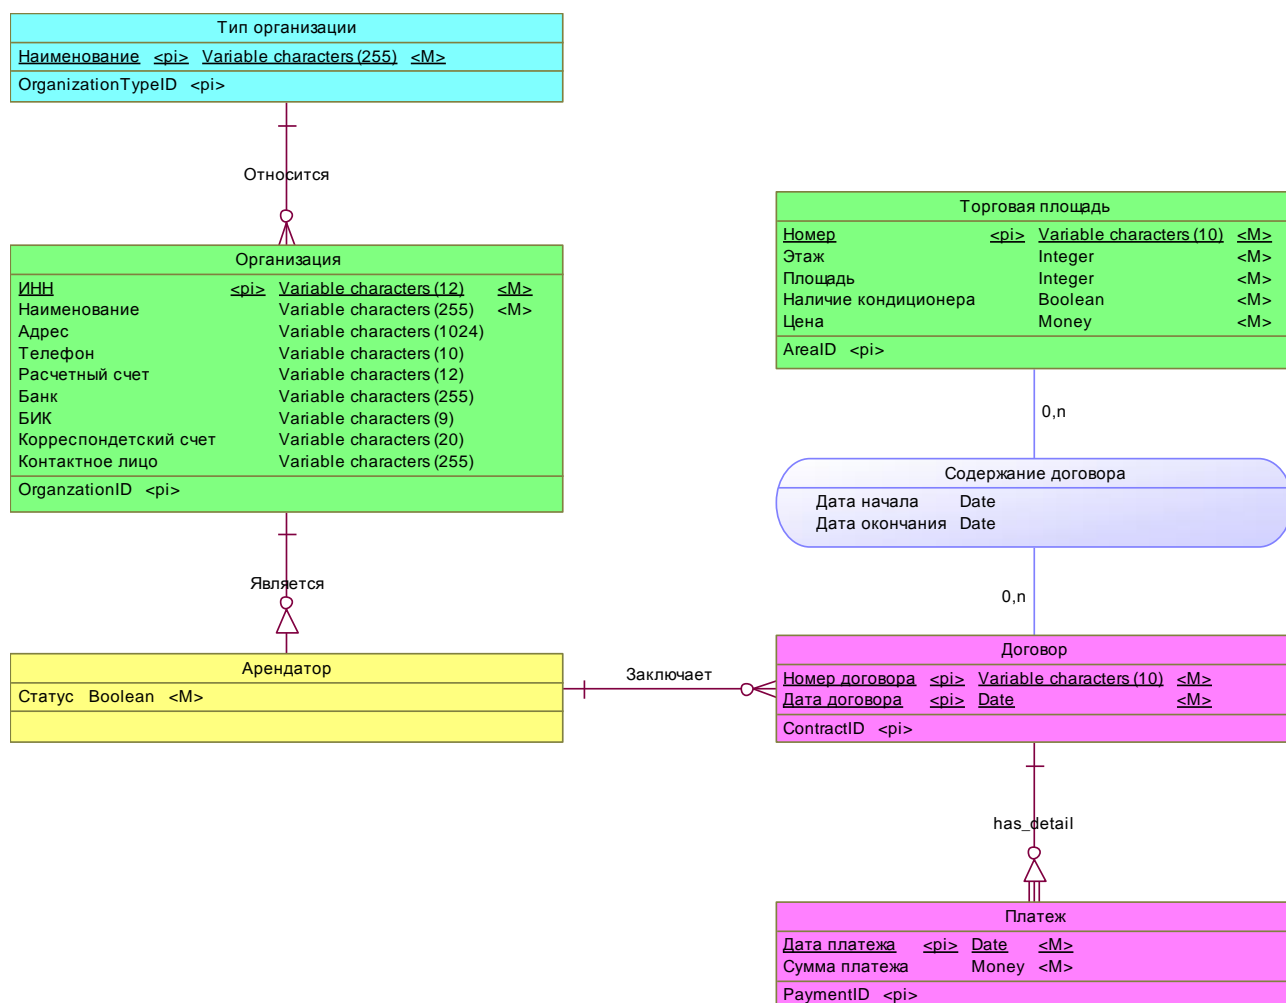 Тип организации
Наименование <pi> Variable characters (255) <M>
OrganizationTypeID <pi>
Относится
Организация
ИНН <pi> Variable characters (12) <M>
Наименование Variable characters (255) <M>
Адрес Variable characters (1024)
Телефон Variable characters (10)
Расчетный счет Variable characters (12)
Банк Variable characters (255)
БИК Variable characters (9)
Корреспондетский счет Variable characters (20)
Контактное лицо Variable characters (255)
OrganzationID <pi>
Является
Арендатор
Статус Boolean <M>
Заключает
Торговая площадь
Номер <pi> Variable characters (10) <M>
Этаж Integer <M>
Площадь Integer <M>
Наличие кондиционера Boolean <M>
Цена Money <M>
AreaID <pi>
0,n
Содержание договора
Дата начала Date
Дата окончания Date
0,n
Договор
Номер договора <pi> Variable characters (10) <M>
Дата договора <pi> Date <M>
ContractID <pi>
has_detail
Платеж
Дата платежа <pi> Date <M>
Сумма платежа Money <M>
PaymentID <pi>